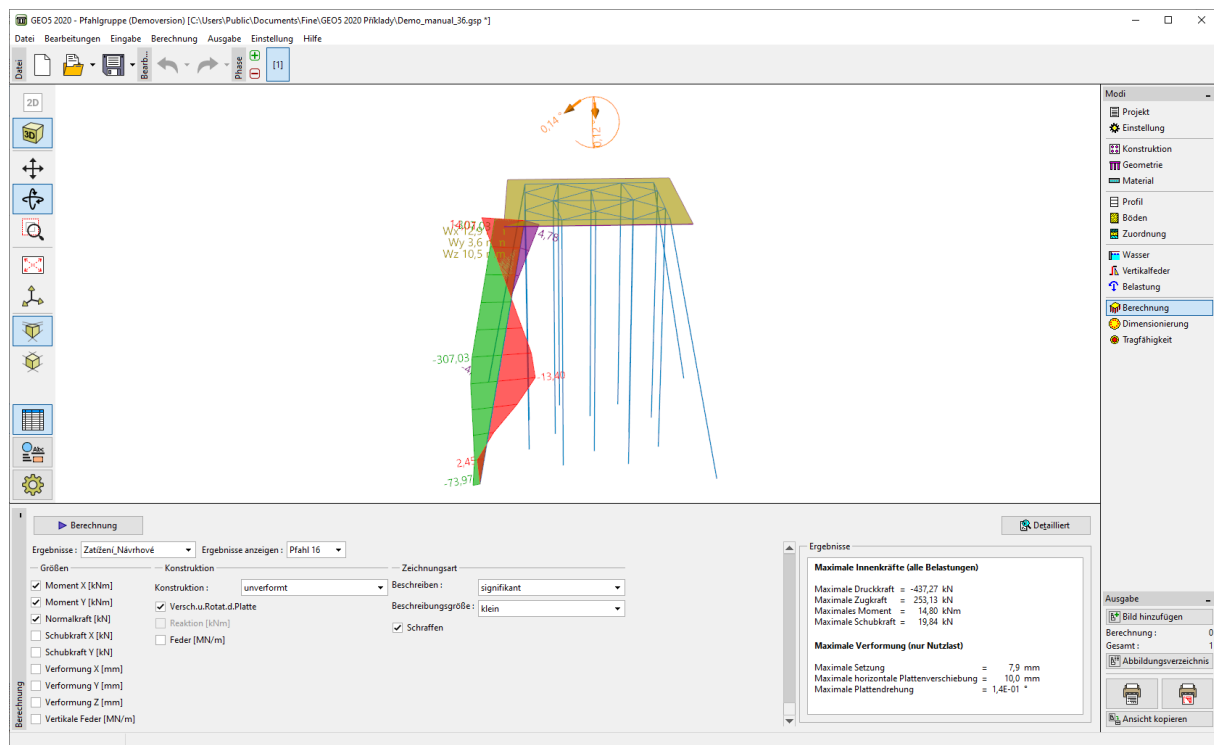 GEO5 2020 - Pfahlgruppe (Demoversion) [C:\Users\Public\Documents\Fine\GEO5 2020 Příklady\Demo_manual_36.gsp *]
Datei Bearbeitungen Eingabe Berechnung Ausgabe Einstellung Hilfe
Datei
Bearb...
Phase
[1]
2D
3D
Abc
0,14 °
0,12 °
307,03
4,78
Wx 12,9
Wy 3,6
Wz 10,5
-307,03
-13,40
2,45
-73,97
Modi
Projekt
Einstellung
Konstruktion
Geometrie
Material
Profil
Böden
Zuordnung
Wasser
Vertikalfeder
Belastung
Berechnung
Dimensionierung
Tragfähigkeit
Ausgabe
Bild hinzufügen
Berechnung : 0
Gesamt : 1
Abbildungsverzeichnis
Ansicht kopieren
Berechnung
Berechnung
Detailliert
Ergebnisse : Zatížení_Návrhové Ergebnisse anzeigen : Pfahl 16
Größen
Moment X [kNm]
Moment Y [kNm]
Normalkraft [kN]
Schubkraft X [kN]
Schubkraft Y [kN]
Verformung X [mm]
Verformung Y [mm]
Verformung Z [mm]
Vertikale Feder [MN/m]
Konstruktion
Konstruktion : unverformt
Versch.u.Rotat.d.Platte
Reaktion [kNm]
Feder [MN/m]
Zeichnungsart
Beschreiben : signifikant
Beschreibungsgröße : klein
Schraffen
Ergebnisse
Maximale Innenkräfte (alle Belastungen)
Maximale Druckkraft = -437,27 kN
Maximale Zugkraft = 253,13 kN
Maximales Moment = 14,80 kNm
Maximale Schubkraft = 19,84 kN
Maximale Verformung (nur Nutzlast)
Maximale Setzung = 7,9 mm
Maximale horizontale Plattenverschiebung = 10,0 mm
Maximale Plattendrehung = 1,4E-01 °